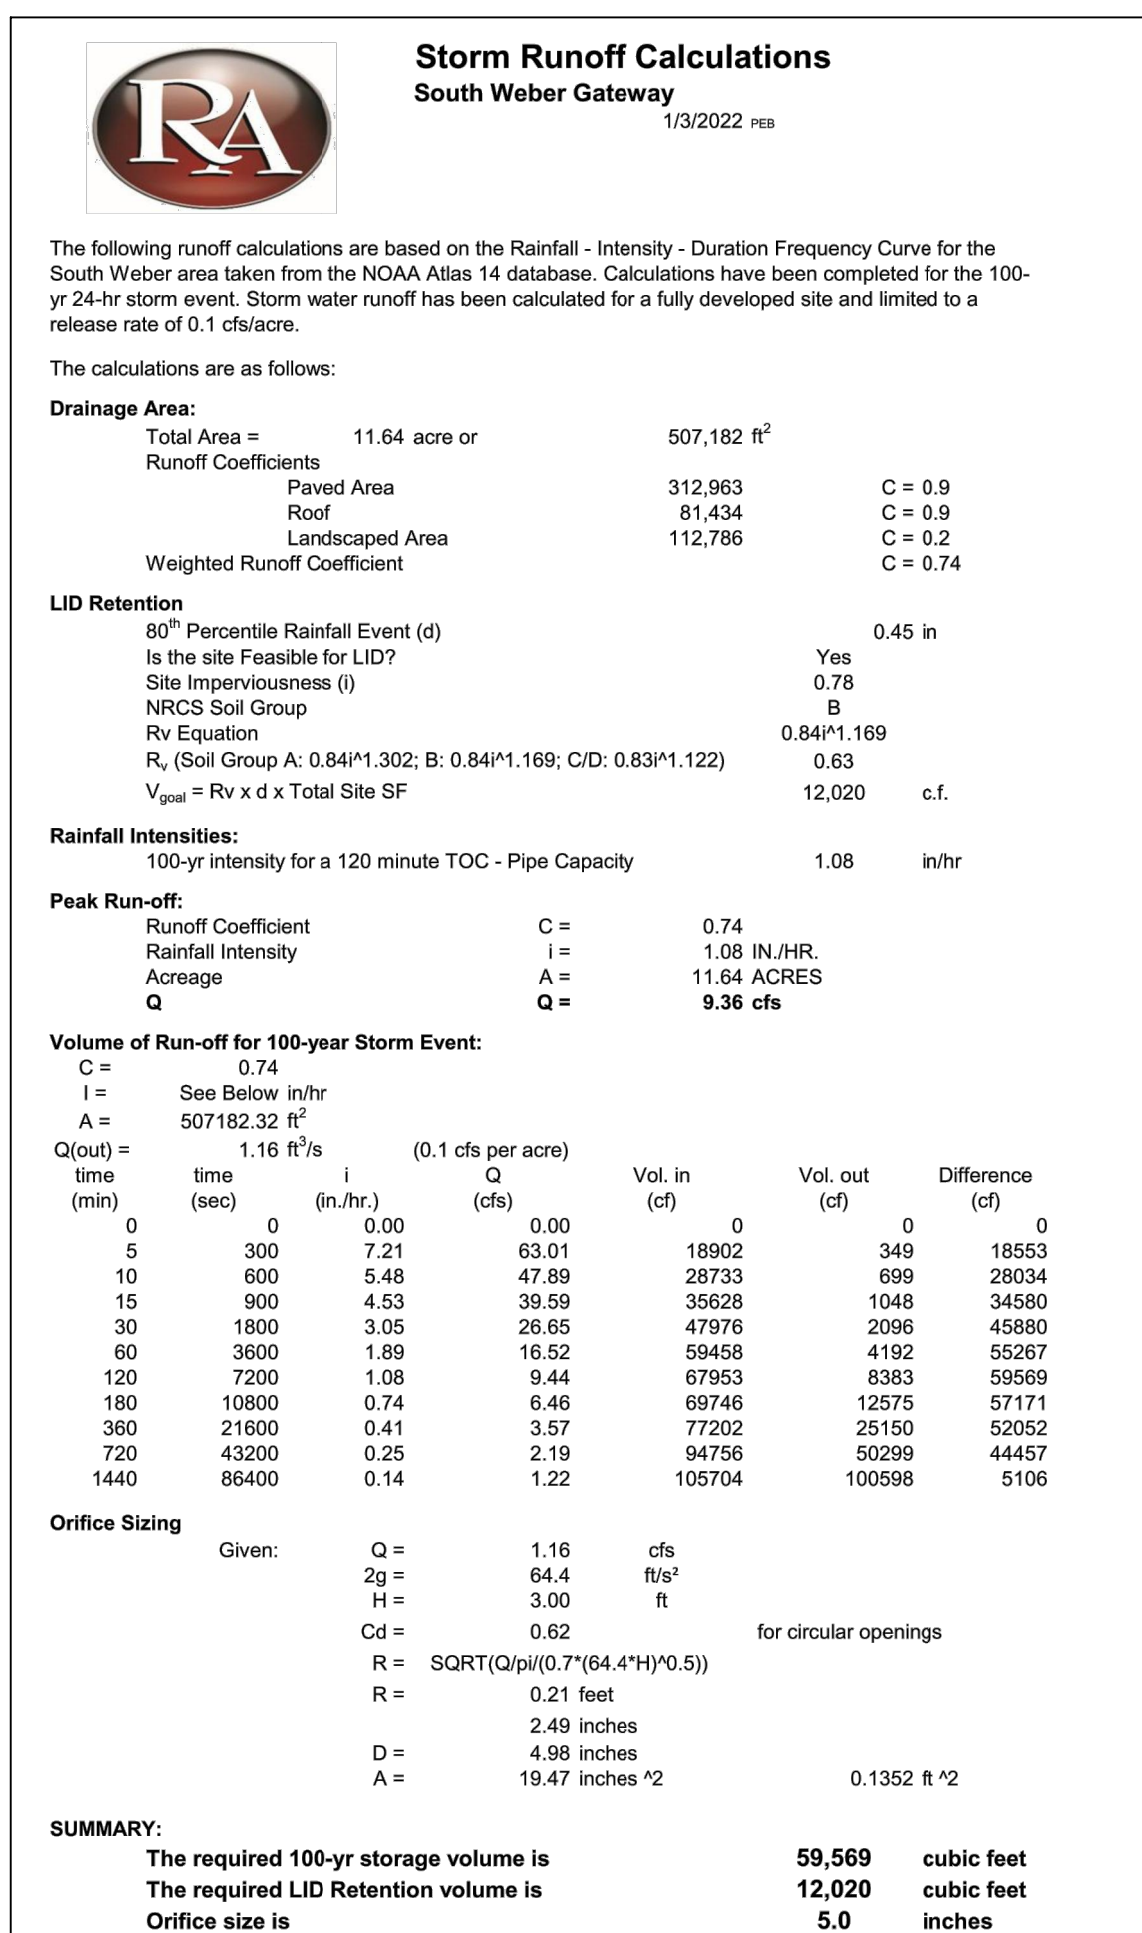 RA
Storm Runoff Calculations
South Weber Gateway
1/3/2022 PEB
The following runoff calculations are based on the Rainfall - Intensity - Duration Frequency Curve for the
South Weber area taken from the NOAA Atlas 14 database. Calculations have been completed for the 100-
yr 24-hr storm event. Storm water runoff has been calculated for a fully developed site and limited to a
release rate of 0.1 cfs/acre.
The calculations are as follows:
Drainage Area:
Total Area = 11.64 acre or 507,182 ft²
Runoff Coefficients
Paved Area 312,963 C = 0.9
Roof 81,434 C = 0.9
Landscaped Area 112,786 C = 0.2
Weighted Runoff Coefficient C = 0.74
LID Retention
80th Percentile Rainfall Event (d) 0.45 in
Is the site Feasible for LID? Yes
Site Imperviousness (i) 0.78
NRCS Soil Group B
Rv Equation 0.84i^1.169
Rv (Soil Group A: 0.84i^1.302; B: 0.84i^1.169; C/D: 0.83i^1.122) 0.63
Vgoal = Rv x d x Total Site SF 12,020 c.f.
Rainfall Intensities:
100-yr intensity for a 120 minute TOC - Pipe Capacity 1.08 in/hr
Peak Run-off:
Runoff Coefficient C = 0.74
Rainfall Intensity i = 1.08 IN./HR.
Acreage A = 11.64 ACRES
Q Q = 9.36 cfs
Volume of Run-off for 100-year Storm Event:
C = 0.74
I = See Below in/hr
A = 507182.32 ft²
Q(out) = 1.16 ft³/s (0.1 cfs per acre)
time time i Q Vol. in Vol. out Difference
(min) (sec) (in./hr.) (cfs) (cf) (cf) (cf)
0 0 0.00 0.00 0 0 0
5 300 7.21 63.01 18902 349 18553
10 600 5.48 47.89 28733 699 28034
15 900 4.53 39.59 35628 1048 34580
30 1800 3.05 26.65 47976 2096 45880
60 3600 1.89 16.52 59458 4192 55267
120 7200 1.08 9.44 67953 8383 59569
180 10800 0.74 6.46 69746 12575 57171
360 21600 0.41 3.57 77202 25150 52052
720 43200 0.25 2.19 94756 50299 44457
1440 86400 0.14 1.22 105704 100598 5106
Orifice Sizing
Given: Q = 1.16 cfs
2g = 64.4 ft/s²
H = 3.00 ft
Cd = 0.62 for circular openings
R = SQRT(Q/pi/(0.7*(64.4*H)^0.5))
R = 0.21 feet
2.49 inches
D = 4.98 inches
A = 19.47 inches ^2 0.1352 ft ^2
SUMMARY:
The required 100-yr storage volume is 59,569 cubic feet
The required LID Retention volume is 12,020 cubic feet
Orifice size is 5.0 inches